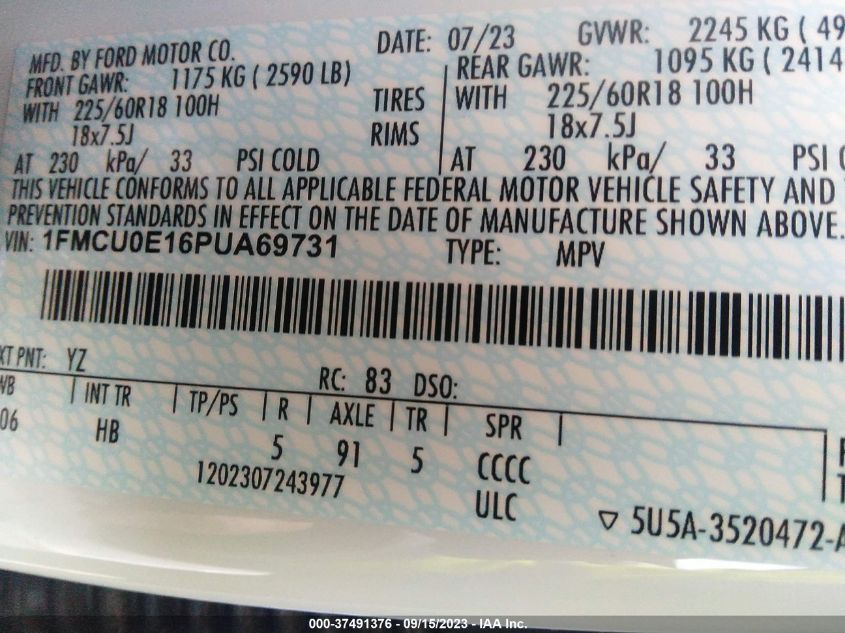 MFD. BY FORD MOTOR CO. DATE: 07/23 GVWR: 2245 KG ( 49
FRONT GAWR: 1175 KG ( 2590 LB) REAR GAWR: 1095 KG ( 2414
WITH 225/60R18 100H TIRES WITH 225/60R18 100H
18x7.5J RIMS 18x7.5J
AT 230 kPa/ 33 PSI COLD AT 230 kPa/ 33 PSI C
THIS VEHICLE CONFORMS TO ALL APPLICABLE FEDERAL MOTOR VEHICLE SAFETY AND
PREVENTION STANDARDS IN EFFECT ON THE DATE OF MANUFACTURE SHOWN ABOVE.
VIN: 1FMCU0E16PUA69731 TYPE: MPV
XT PNT: YZ RC: 83 DSO:
WB INT TR TP/PS R AXLE TR SPR
06 HB 5 91 5 CCCC
1202307243977 ULC
▽ 5U5A-3520472-A
000-37491376 - 09/15/2023 - IAA Inc.